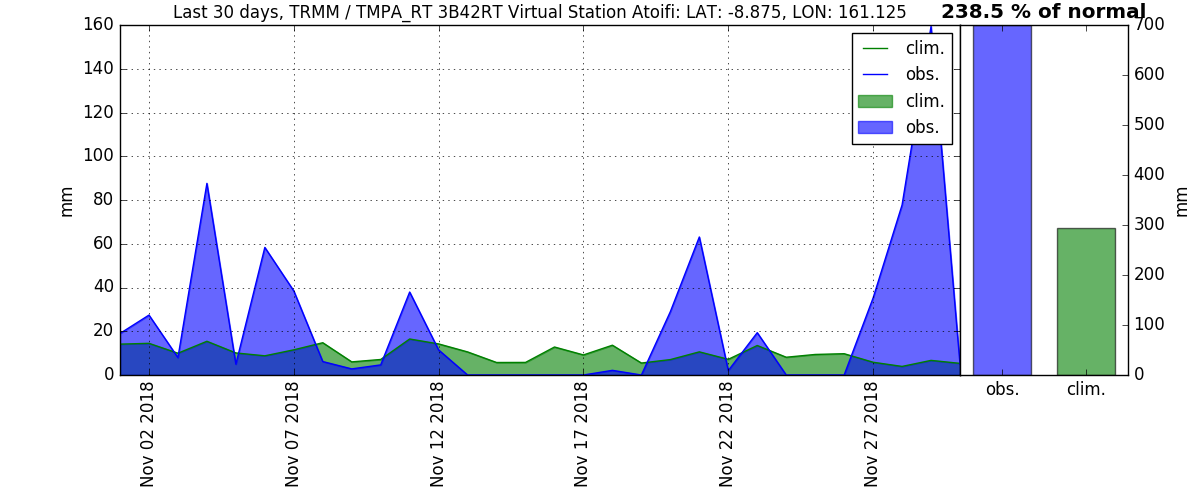 Last 30 days, TRMM / TMPA_RT 3B42RT Virtual Station Atoifi: LAT: -8.875, LON: 161.125
238.5 % of normal
160
140
120
100
80
60
40
20
0
mm
clim.
obs.
clim.
obs.
700
600
500
400
300
200
100
0
mm
Nov 02 2018
Nov 07 2018
Nov 12 2018
Nov 17 2018
Nov 22 2018
Nov 27 2018
obs.
clim.